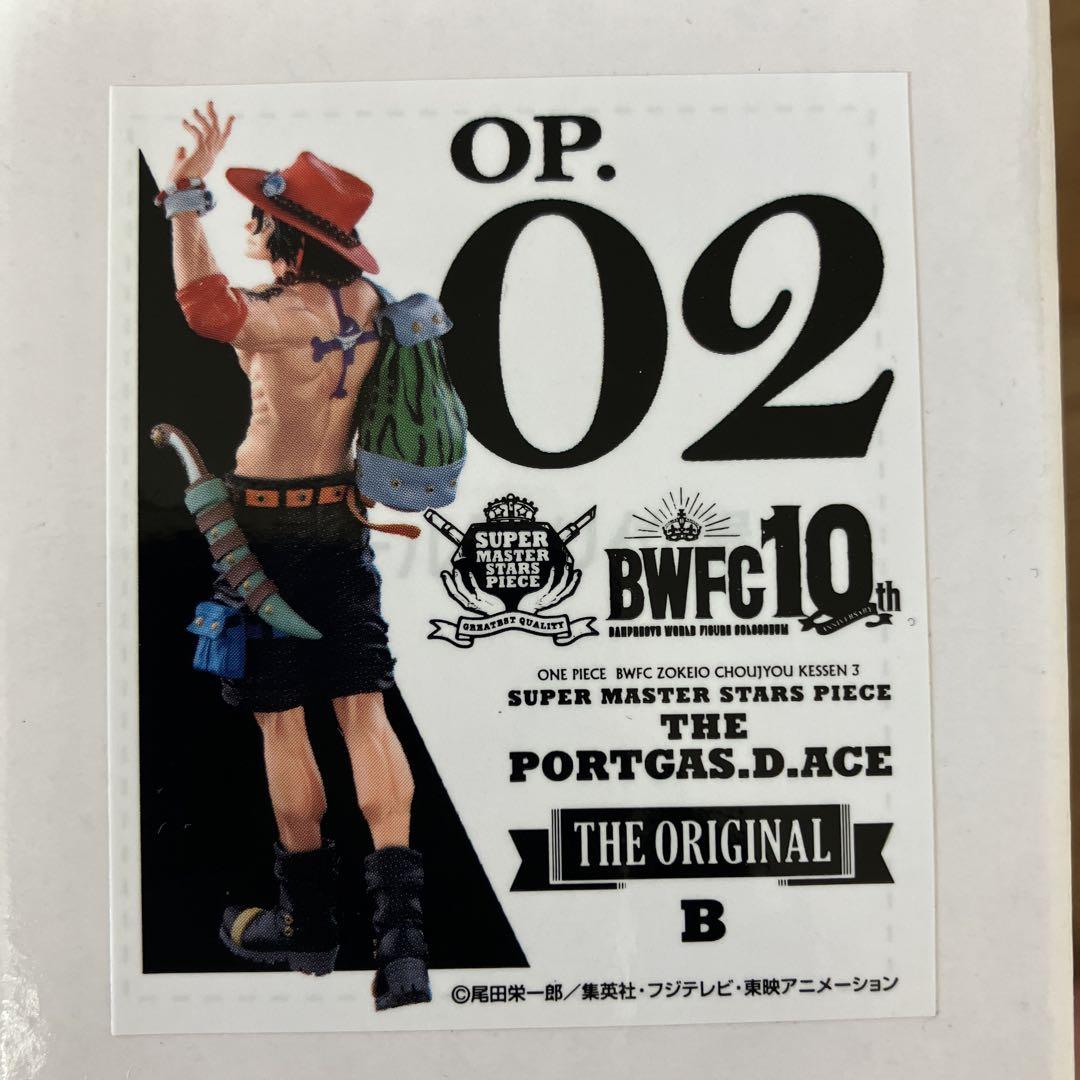 OP.
02
SUPER
MASTER
STARS
PIECE
GREATEST QUALITY
BWFC 10th
ANNIVERSARY
BANPRESTO WORLD FIGURE COLOSSEUM
ONE PIECE BWFC ZOKEIO CHOUJYOU KESSEN 3
SUPER MASTER STARS PIECE
THE
PORTGAS.D.ACE
THE ORIGINAL
B
©尾田栄一郎／集英社・フジテレビ・東映アニメーション